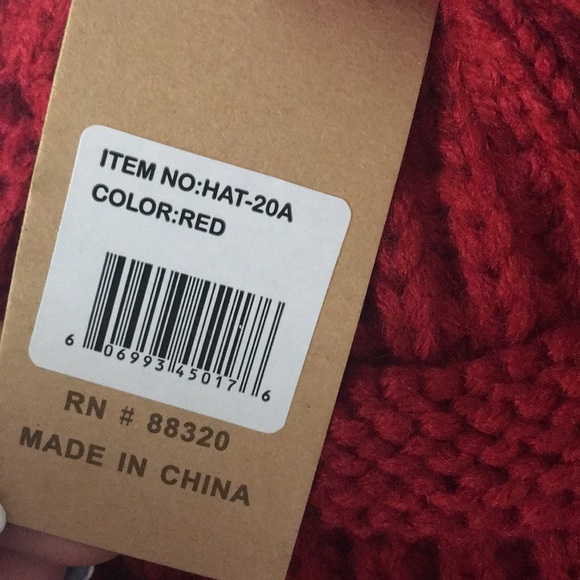 ITEM NO:HAT-20A
COLOR:RED
6 06993 45017 6
RN # 88320
MADE IN CHINA